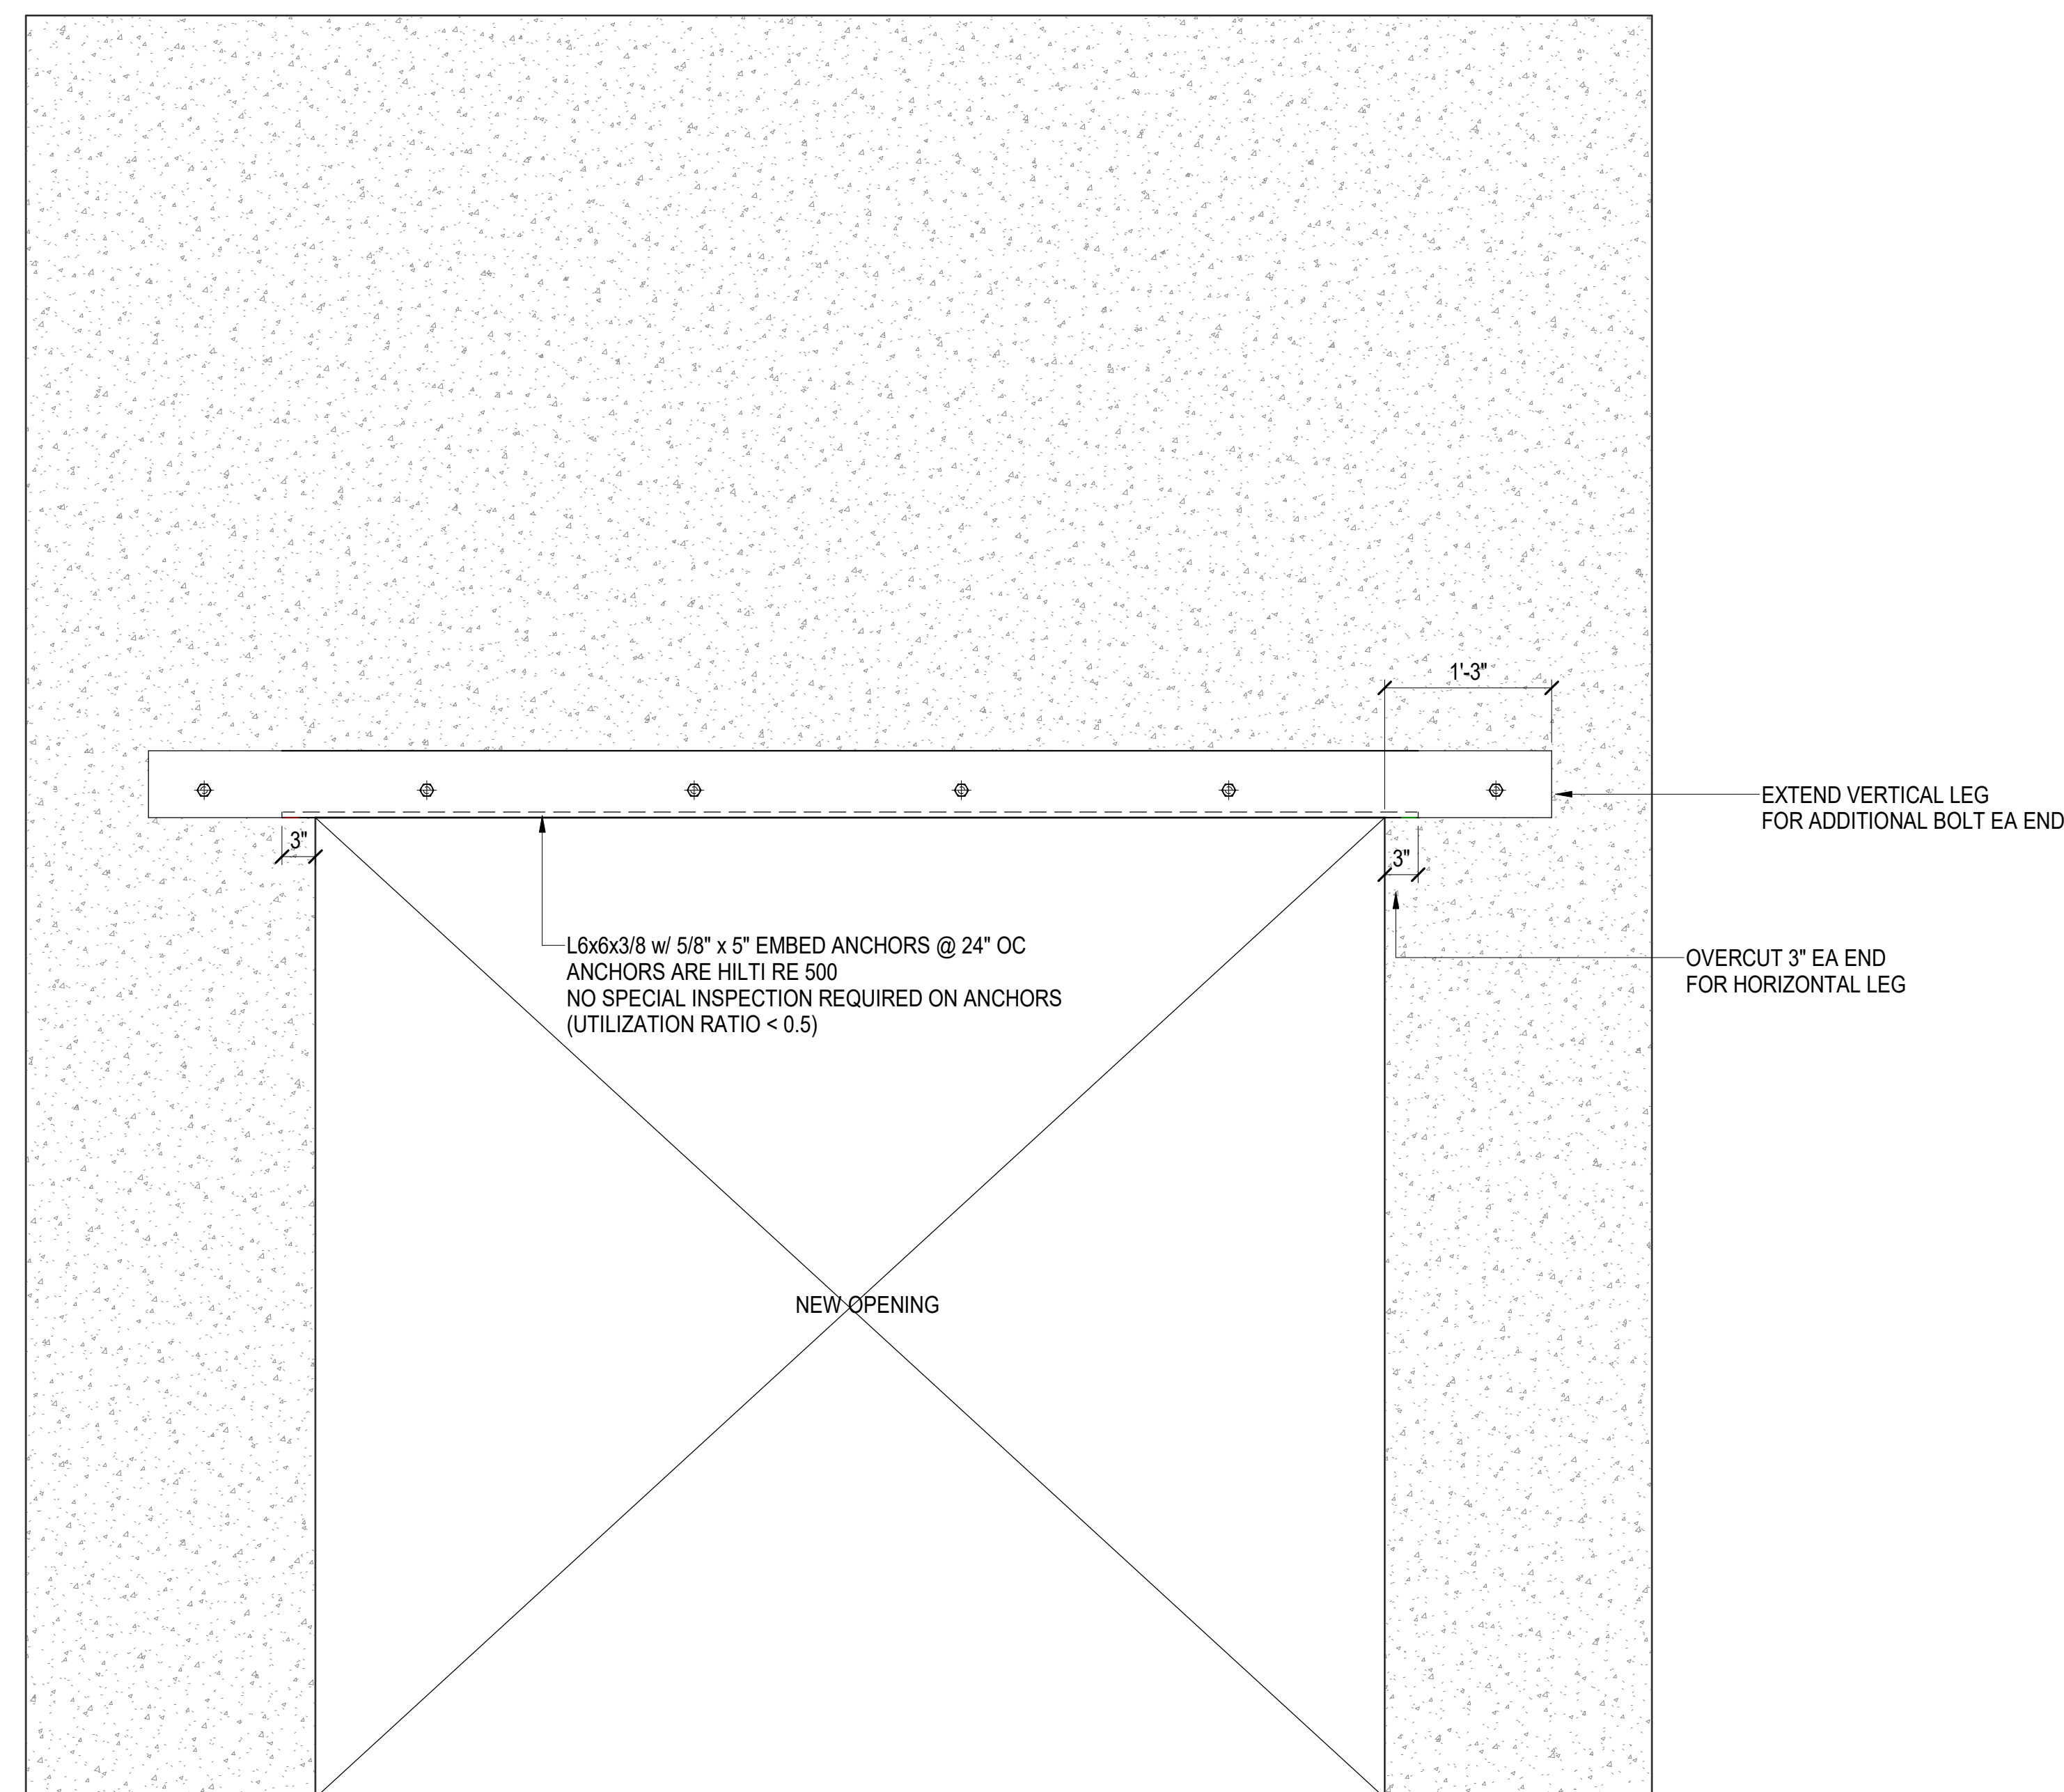 1'-3"
EXTEND VERTICAL LEG
FOR ADDITIONAL BOLT EA END
3"
3"
L6x6x3/8 w/ 5/8" x 5" EMBED ANCHORS @ 24" OC
ANCHORS ARE HILTI RE 500
NO SPECIAL INSPECTION REQUIRED ON ANCHORS
(UTILIZATION RATIO < 0.5)
OVERCUT 3" EA END
FOR HORIZONTAL LEG
NEW OPENING